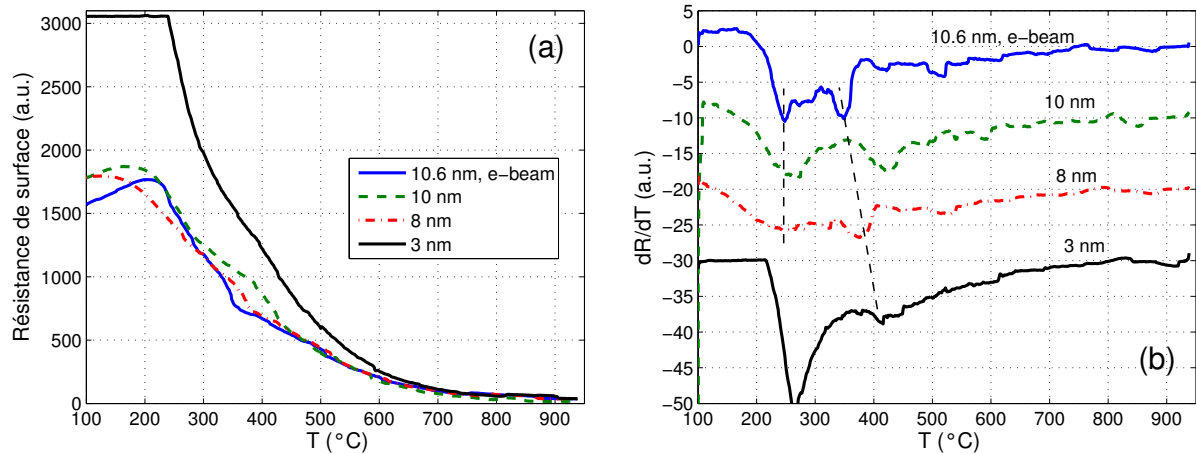 3000
2500
2000
1500
1000
500
0
100
200
300
400
500
600
700
800
900
Résistance de surface (a.u.)
T (°C)
(a)
10.6 nm, e−beam
10 nm
8 nm
3 nm
5
0
−5
−10
−15
−20
−25
−30
−35
−40
−45
−50
100
200
300
400
500
600
700
800
900
dR/dT (a.u.)
T (°C)
10.6 nm, e−beam
10 nm
8 nm
3 nm
(b)